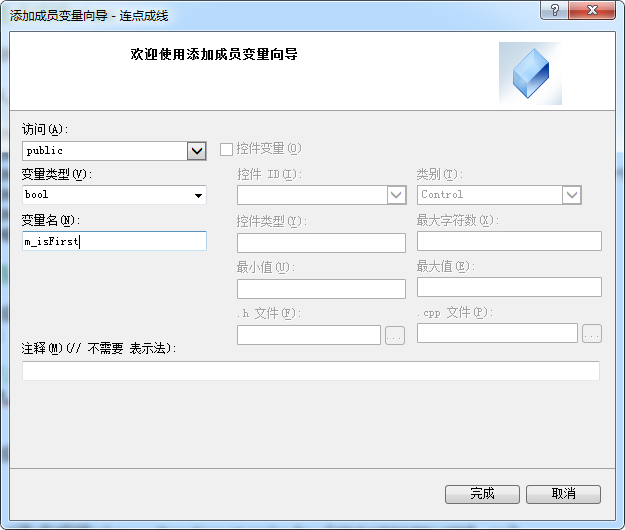 添加成员变量向导 - 连点成线
欢迎使用添加成员变量向导
访问(A):
public
控件变量(O)
变量类型(V):
bool
控件 ID(I):
类别(T):
Control
变量名(N):
m_isFirst
控件类型(Y):
最大字符数(X):
最小值(U):
最大值(E):
.h 文件(F):
...
.cpp 文件(P):
...
注释(M)(// 不需要 表示法):
完成
取消